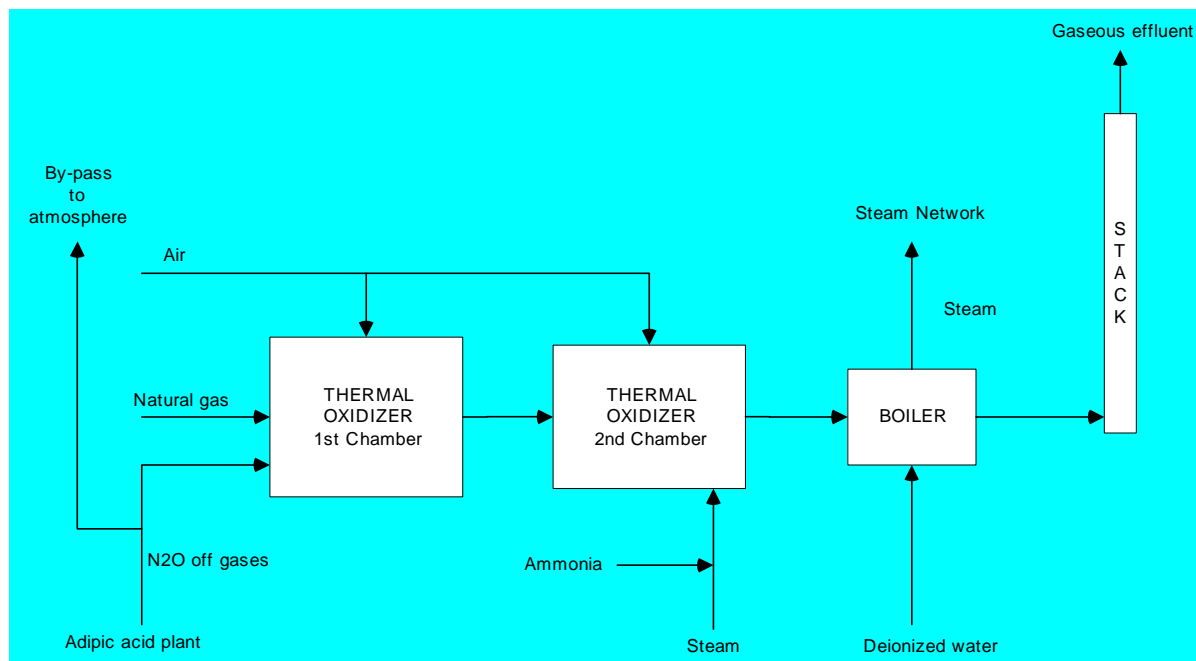 Gaseous effluent
By-pass
to
atmosphere
Steam Network
Air
Steam
S
T
A
C
K
THERMAL
OXIDIZER
1st Chamber
THERMAL
OXIDIZER
2nd Chamber
Natural gas
BOILER
N2O off gases
Ammonia
Adipic acid plant
Steam
Deionized water